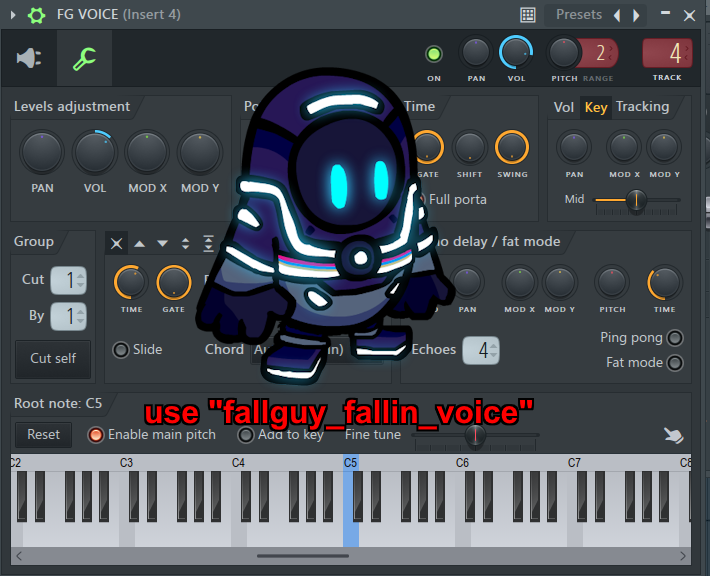 FG VOICE (Insert 4)
Presets
ON PAN VOL PITCH RANGE 2 4 TRACK
Levels adjustment
Time
Vol Key Tracking
PAN VOL MOD X MOD Y
GATE SHIFT SWING
PAN MOD X MOD Y
Full porta
Mid
Group
delay / fat mode
Cut 1
TIME GATE
PAN MOD X MOD Y PITCH TIME
By 1
Ping pong
Cut self
Slide
Chord
Echoes 4
Fat mode
Root note: C5
use "fallguy_fallin_voice"
Reset Enable main pitch Add to key Fine tune
C2 C3 C4 C5 C6 C7 C8